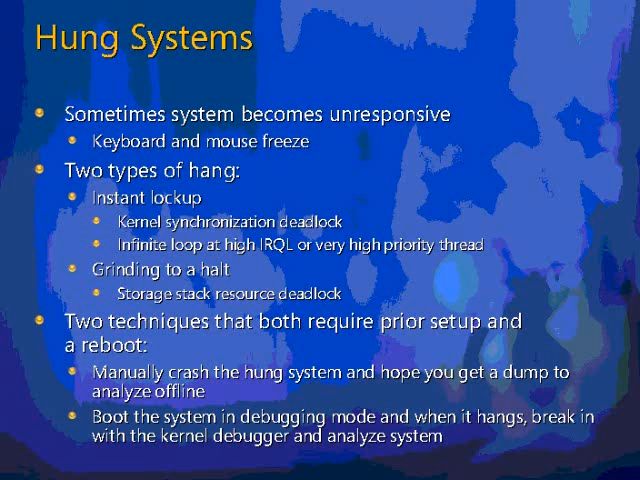 Hung Systems
Sometimes system becomes unresponsive
Keyboard and mouse freeze
Two types of hang:
Instant lockup
Kernel synchronization deadlock
Infinite loop at high IRQL or very high priority thread
Grinding to a halt
Storage stack resource deadlock
Two techniques that both require prior setup and
a reboot:
Manually crash the hung system and hope you get a dump to
analyze offline
Boot the system in debugging mode and when it hangs, break in
with the kernel debugger and analyze system